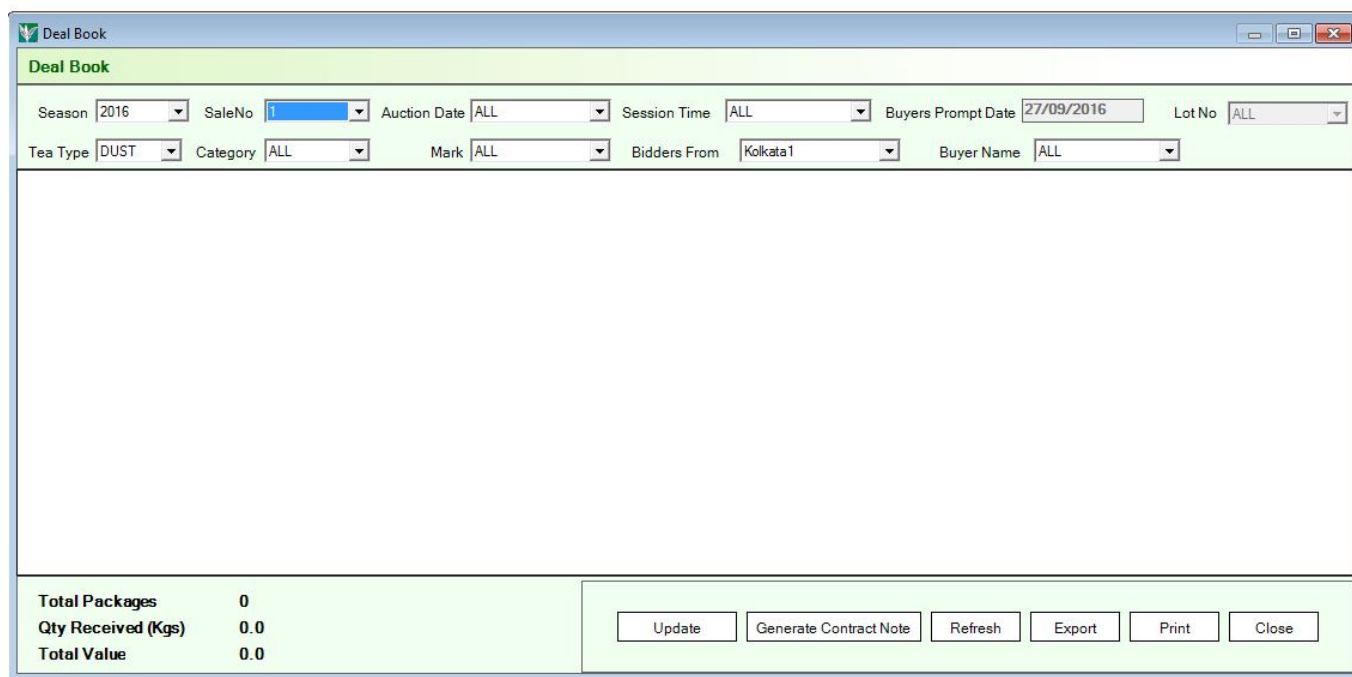 Deal Book
Deal Book
Season 2016 SaleNo 1 Auction Date ALL Session Time ALL Buyers Prompt Date 27/09/2016 Lot No ALL
Tea Type DUST Category ALL Mark ALL Bidders From Kolkata1 Buyer Name ALL
Total Packages 0
Qty Received (Kgs) 0.0
Total Value 0.0
Update Generate Contract Note Refresh Export Print Close